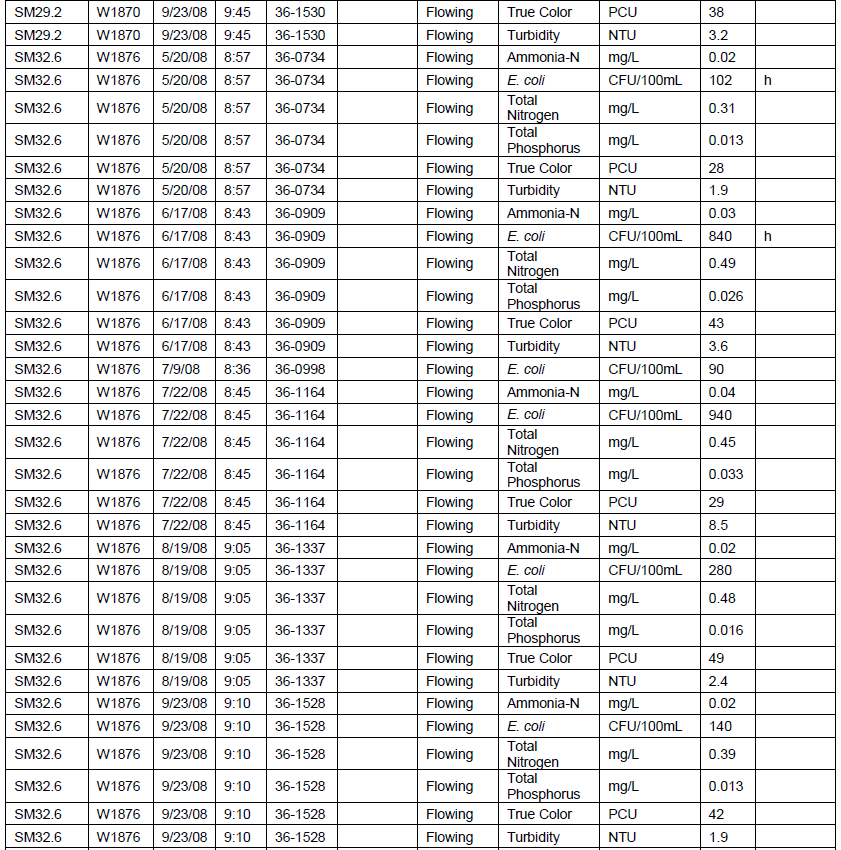 SM29.2 W1870 9/23/08 9:45 36-1530 Flowing True Color PCU 38
SM29.2 W1870 9/23/08 9:45 36-1530 Flowing Turbidity NTU 3.2
SM32.6 W1876 5/20/08 8:57 36-0734 Flowing Ammonia-N mg/L 0.02
SM32.6 W1876 5/20/08 8:57 36-0734 Flowing E. coli CFU/100mL 102 h
SM32.6 W1876 5/20/08 8:57 36-0734 Flowing Total Nitrogen mg/L 0.31
SM32.6 W1876 5/20/08 8:57 36-0734 Flowing Total Phosphorus mg/L 0.013
SM32.6 W1876 5/20/08 8:57 36-0734 Flowing True Color PCU 28
SM32.6 W1876 5/20/08 8:57 36-0734 Flowing Turbidity NTU 1.9
SM32.6 W1876 6/17/08 8:43 36-0909 Flowing Ammonia-N mg/L 0.03
SM32.6 W1876 6/17/08 8:43 36-0909 Flowing E. coli CFU/100mL 840 h
SM32.6 W1876 6/17/08 8:43 36-0909 Flowing Total Nitrogen mg/L 0.49
SM32.6 W1876 6/17/08 8:43 36-0909 Flowing Total Phosphorus mg/L 0.026
SM32.6 W1876 6/17/08 8:43 36-0909 Flowing True Color PCU 43
SM32.6 W1876 6/17/08 8:43 36-0909 Flowing Turbidity NTU 3.6
SM32.6 W1876 7/9/08 8:36 36-0998 Flowing E. coli CFU/100mL 90
SM32.6 W1876 7/22/08 8:45 36-1164 Flowing Ammonia-N mg/L 0.04
SM32.6 W1876 7/22/08 8:45 36-1164 Flowing E. coli CFU/100mL 940
SM32.6 W1876 7/22/08 8:45 36-1164 Flowing Total Nitrogen mg/L 0.45
SM32.6 W1876 7/22/08 8:45 36-1164 Flowing Total Phosphorus mg/L 0.033
SM32.6 W1876 7/22/08 8:45 36-1164 Flowing True Color PCU 29
SM32.6 W1876 7/22/08 8:45 36-1164 Flowing Turbidity NTU 8.5
SM32.6 W1876 8/19/08 9:05 36-1337 Flowing Ammonia-N mg/L 0.02
SM32.6 W1876 8/19/08 9:05 36-1337 Flowing E. coli CFU/100mL 280
SM32.6 W1876 8/19/08 9:05 36-1337 Flowing Total Nitrogen mg/L 0.48
SM32.6 W1876 8/19/08 9:05 36-1337 Flowing Total Phosphorus mg/L 0.016
SM32.6 W1876 8/19/08 9:05 36-1337 Flowing True Color PCU 49
SM32.6 W1876 8/19/08 9:05 36-1337 Flowing Turbidity NTU 2.4
SM32.6 W1876 9/23/08 9:10 36-1528 Flowing Ammonia-N mg/L 0.02
SM32.6 W1876 9/23/08 9:10 36-1528 Flowing E. coli CFU/100mL 140
SM32.6 W1876 9/23/08 9:10 36-1528 Flowing Total Nitrogen mg/L 0.39
SM32.6 W1876 9/23/08 9:10 36-1528 Flowing Total Phosphorus mg/L 0.013
SM32.6 W1876 9/23/08 9:10 36-1528 Flowing True Color PCU 42
SM32.6 W1876 9/23/08 9:10 36-1528 Flowing Turbidity NTU 1.9